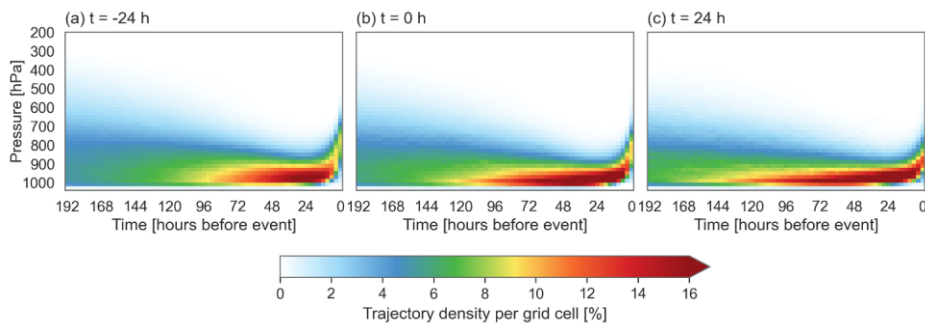 (a) t = -24 h
(b) t = 0 h
(c) t = 24 h
200
300
400
500
600
700
800
900
1000
Pressure [hPa]
192 168 144 120 96 72 48 24 0
192 168 144 120 96 72 48 24 0
192 168 144 120 96 72 48 24 0
Time [hours before event]
Time [hours before event]
Time [hours before event]
0 2 4 6 8 10 12 14 16
Trajectory density per grid cell [%]